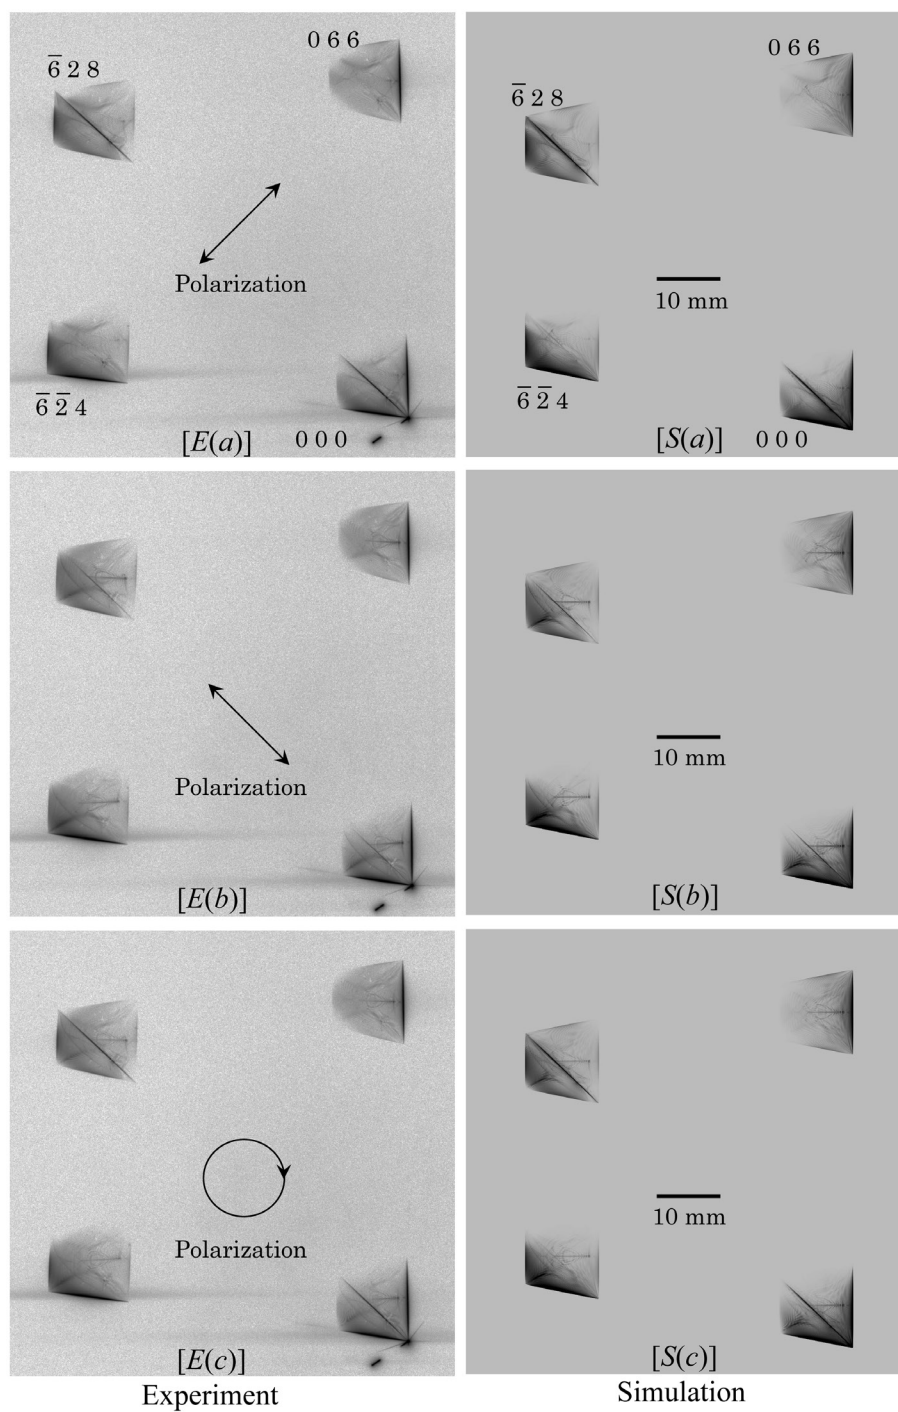 0 6 6
6̅ 2 8
Polarization
6̅ 2̅ 4
[E(a)]
0 0 0
0 6 6
6̅ 2 8
10 mm
6̅ 2̅ 4
[S(a)]
0 0 0
Polarization
[E(b)]
10 mm
[S(b)]
Polarization
[E(c)]
10 mm
[S(c)]
Experiment
Simulation